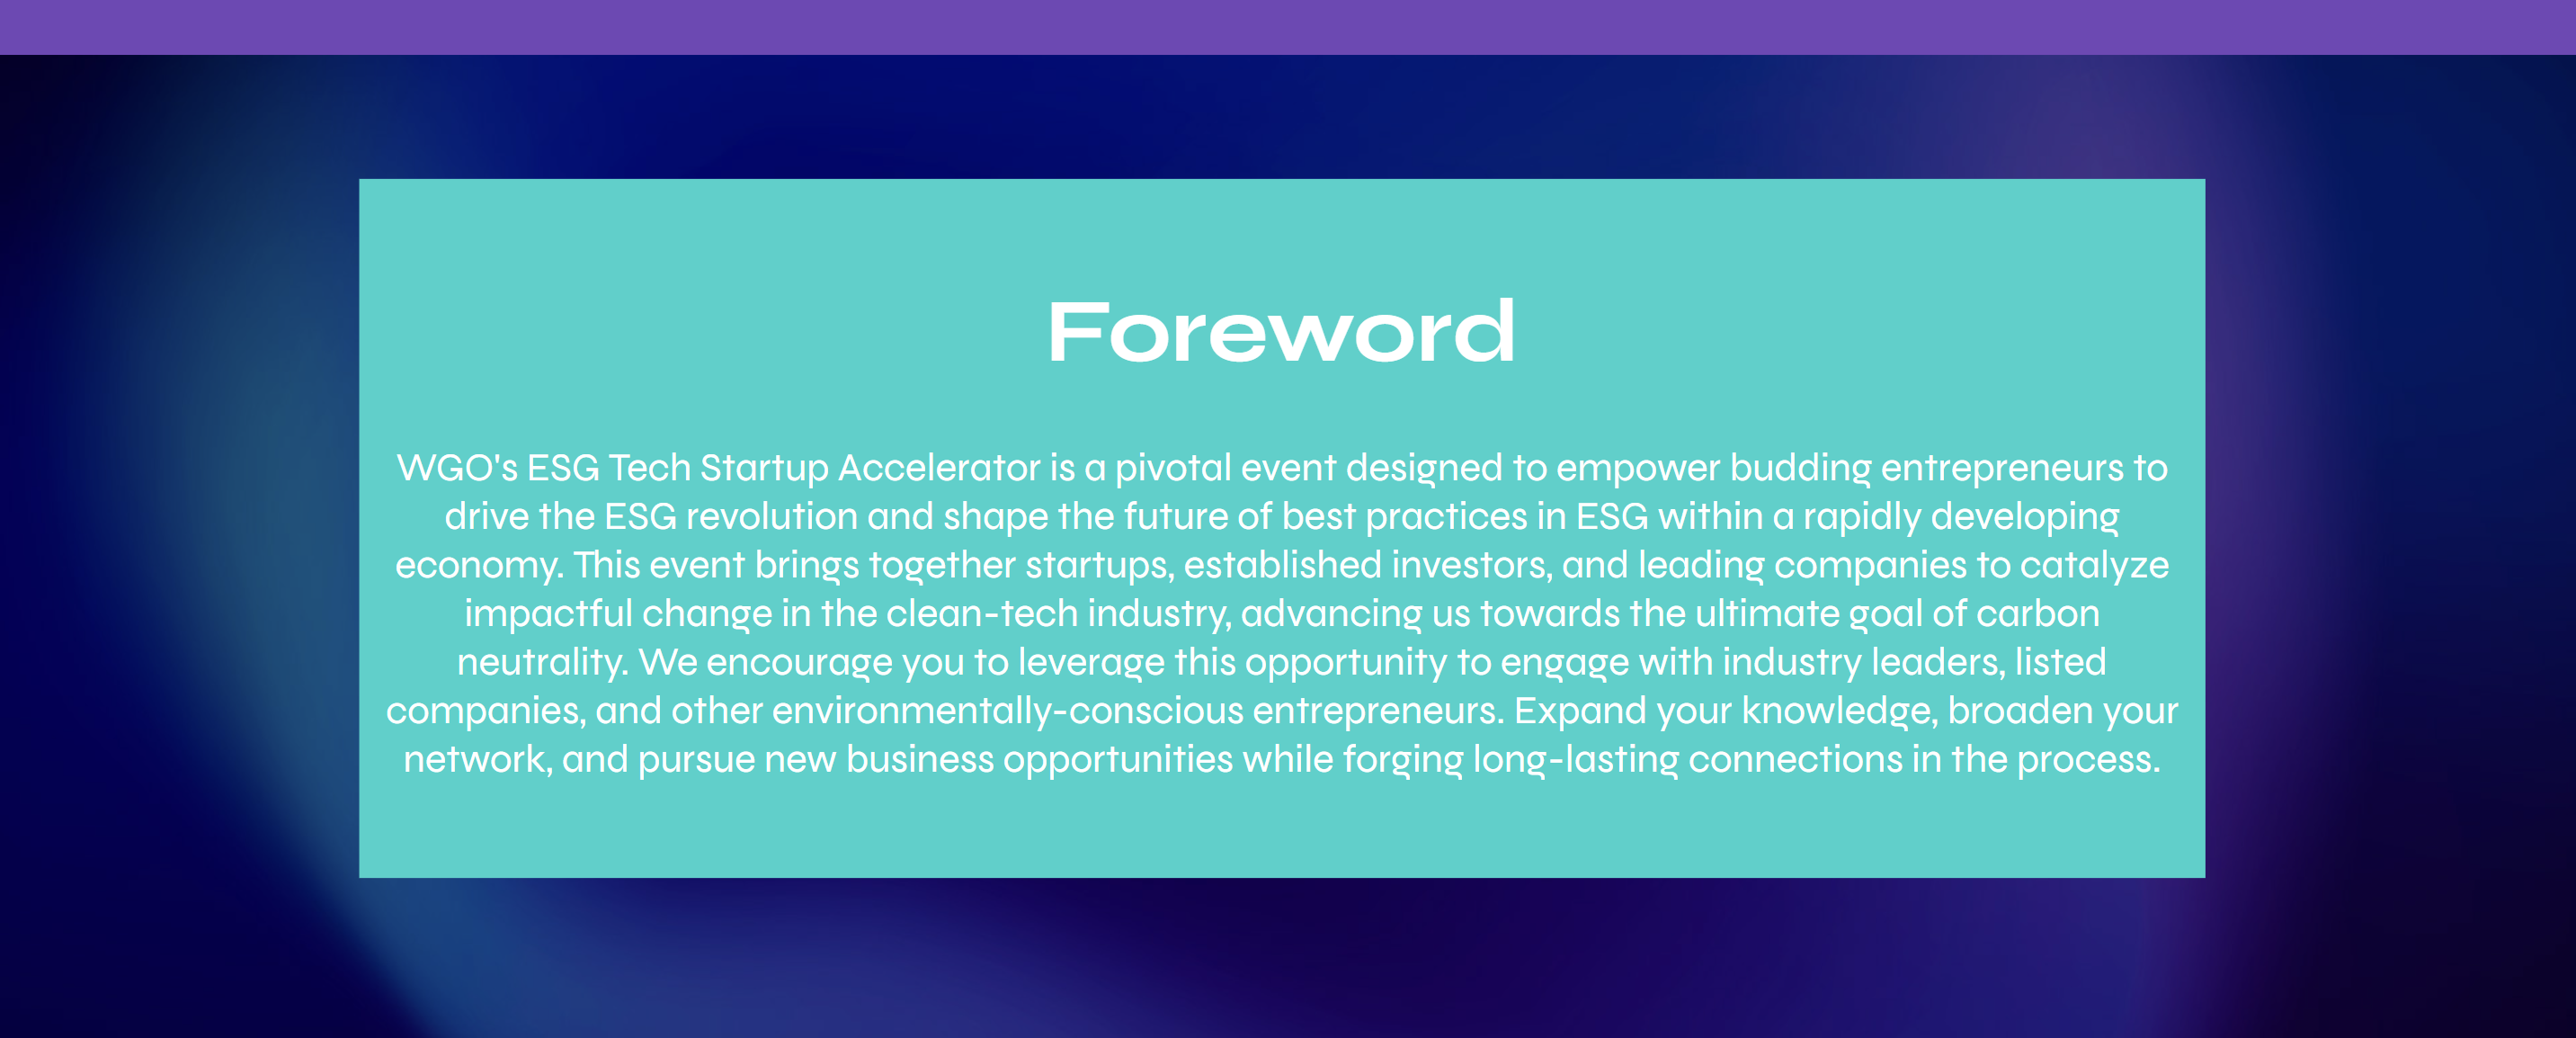 Foreword
WGO's ESG Tech Startup Accelerator is a pivotal event designed to empower budding entrepreneurs to
drive the ESG revolution and shape the future of best practices in ESG within a rapidly developing
economy. This event brings together startups, established investors, and leading companies to catalyze
impactful change in the clean-tech industry, advancing us towards the ultimate goal of carbon
neutrality. We encourage you to leverage this opportunity to engage with industry leaders, listed
companies, and other environmentally-conscious entrepreneurs. Expand your knowledge, broaden your
network, and pursue new business opportunities while forging long-lasting connections in the process.